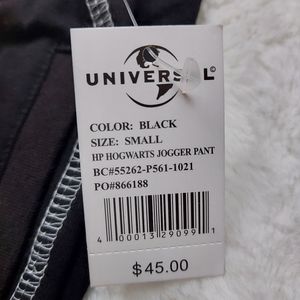 UNIVERSAL
COLOR: BLACK
SIZE: SMALL
HP HOGWARTS JOGGER PANT
BC#55262-P561-1021
PO#866188
4 00013 29099 1
$45.00